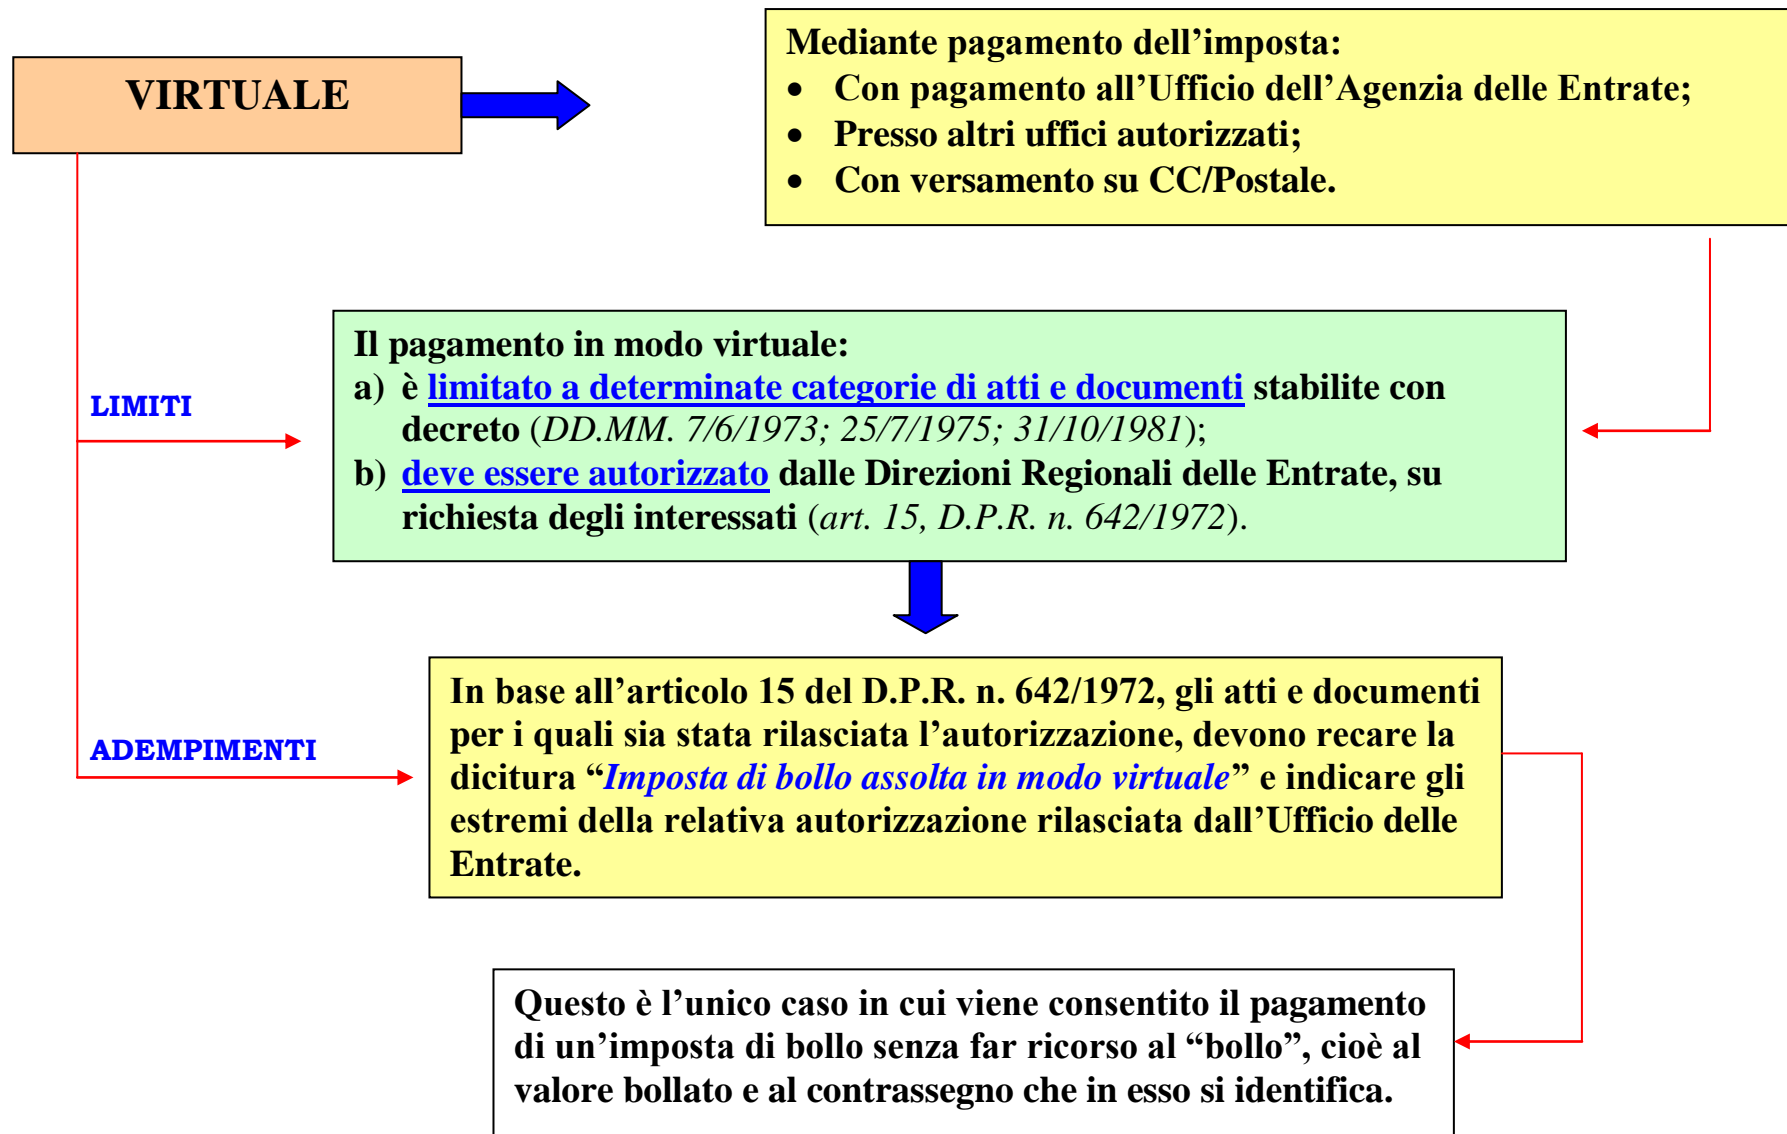 VIRTUALE
Mediante pagamento dell’imposta:
• Con pagamento all’Ufficio dell’Agenzia delle Entrate;
• Presso altri uffici autorizzati;
• Con versamento su CC/Postale.
LIMITI
Il pagamento in modo virtuale:
a) è limitato a determinate categorie di atti e documenti stabilite con
decreto (DD.MM. 7/6/1973; 25/7/1975; 31/10/1981);
b) deve essere autorizzato dalle Direzioni Regionali delle Entrate, su
richiesta degli interessati (art. 15, D.P.R. n. 642/1972).
ADEMPIMENTI
In base all’articolo 15 del D.P.R. n. 642/1972, gli atti e documenti
per i quali sia stata rilasciata l’autorizzazione, devono recare la
dicitura “Imposta di bollo assolta in modo virtuale” e indicare gli
estremi della relativa autorizzazione rilasciata dall’Ufficio delle
Entrate.
Questo è l’unico caso in cui viene consentito il pagamento
di un’imposta di bollo senza far ricorso al “bollo”, cioè al
valore bollato e al contrassegno che in esso si identifica.